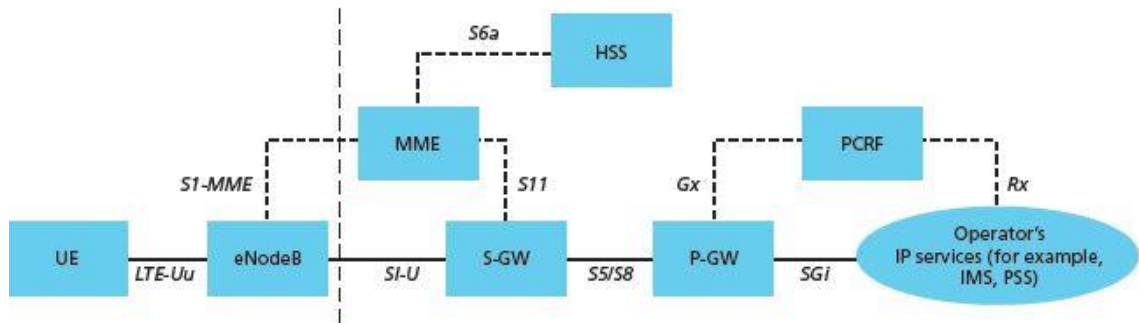 S6a
HSS
MME
PCRF
S1-MME
S11
Gx
Rx
UE
LTE-Uu
eNodeB
SI-U
S-GW
S5/S8
P-GW
SGi
Operator's
IP services (for example,
IMS, PSS)